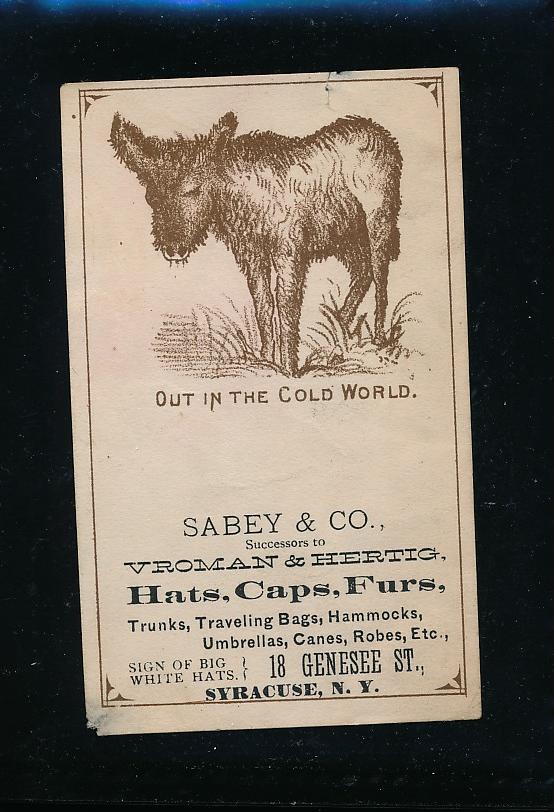 OUT IN THE COLD WORLD.
SABEY & CO.,
Successors to
VROMAN & HERTIG,
Hats, Caps, Furs,
Trunks, Traveling Bags, Hammocks,
Umbrellas, Canes, Robes, Etc.,
SIGN OF BIG
WHITE HATS. } 18 GENESEE ST.,
SYRACUSE, N. Y.